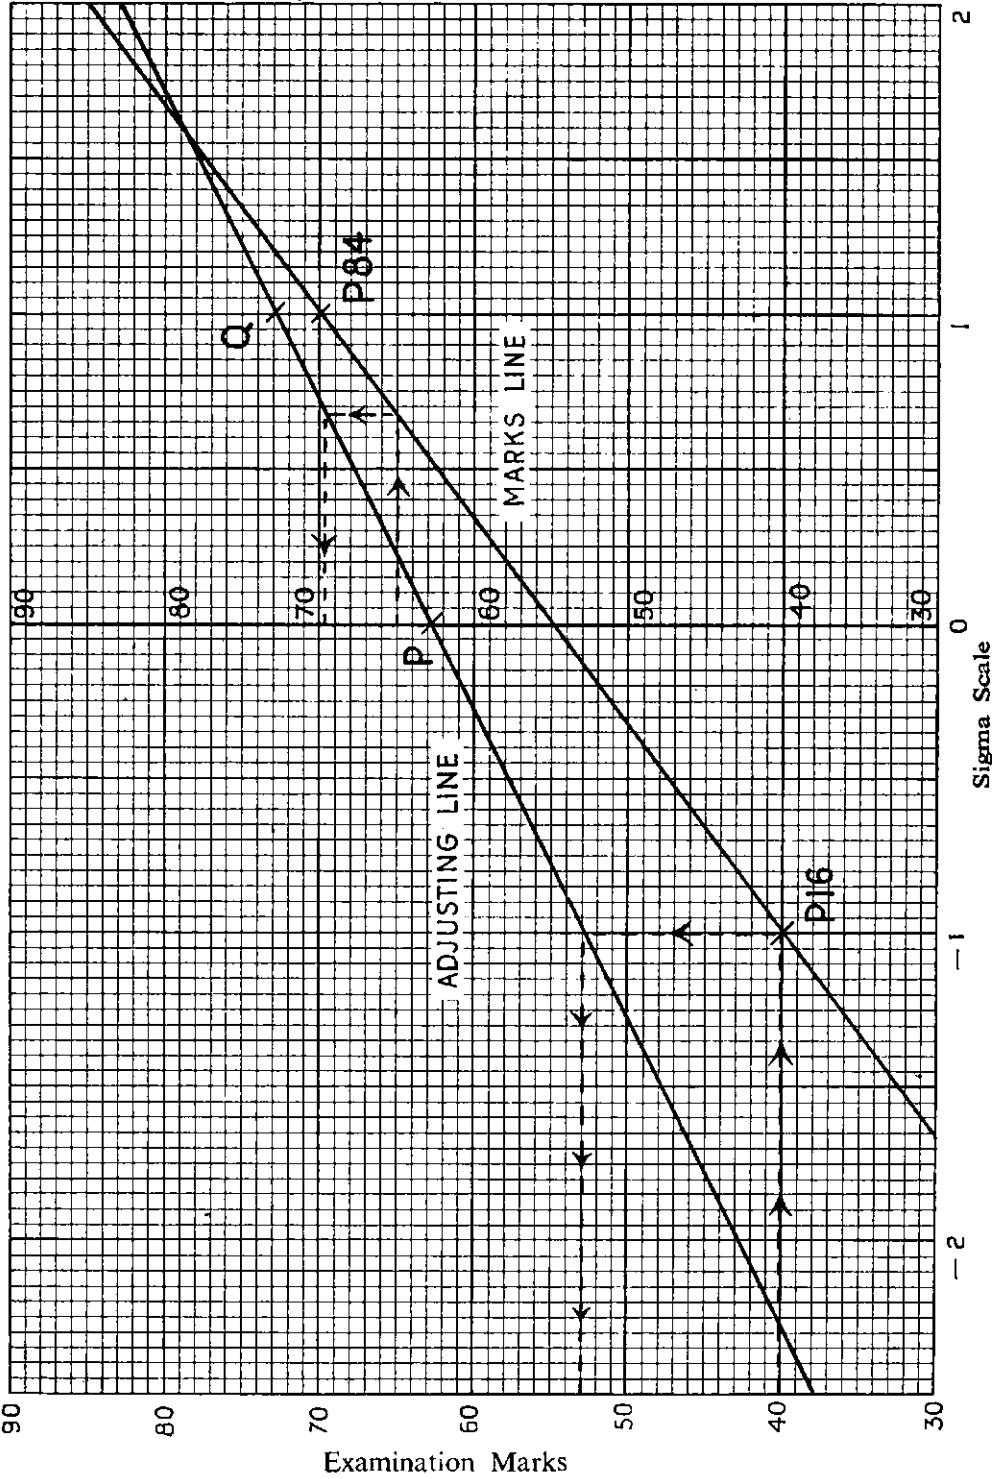 90
80
70
60
50
40
30
Examination Marks
90
80
70
60
50
40
30
ADJUSTING LINE
MARKS LINE
P
Q
P84
P16
-2
-1
0
1
2
Sigma Scale